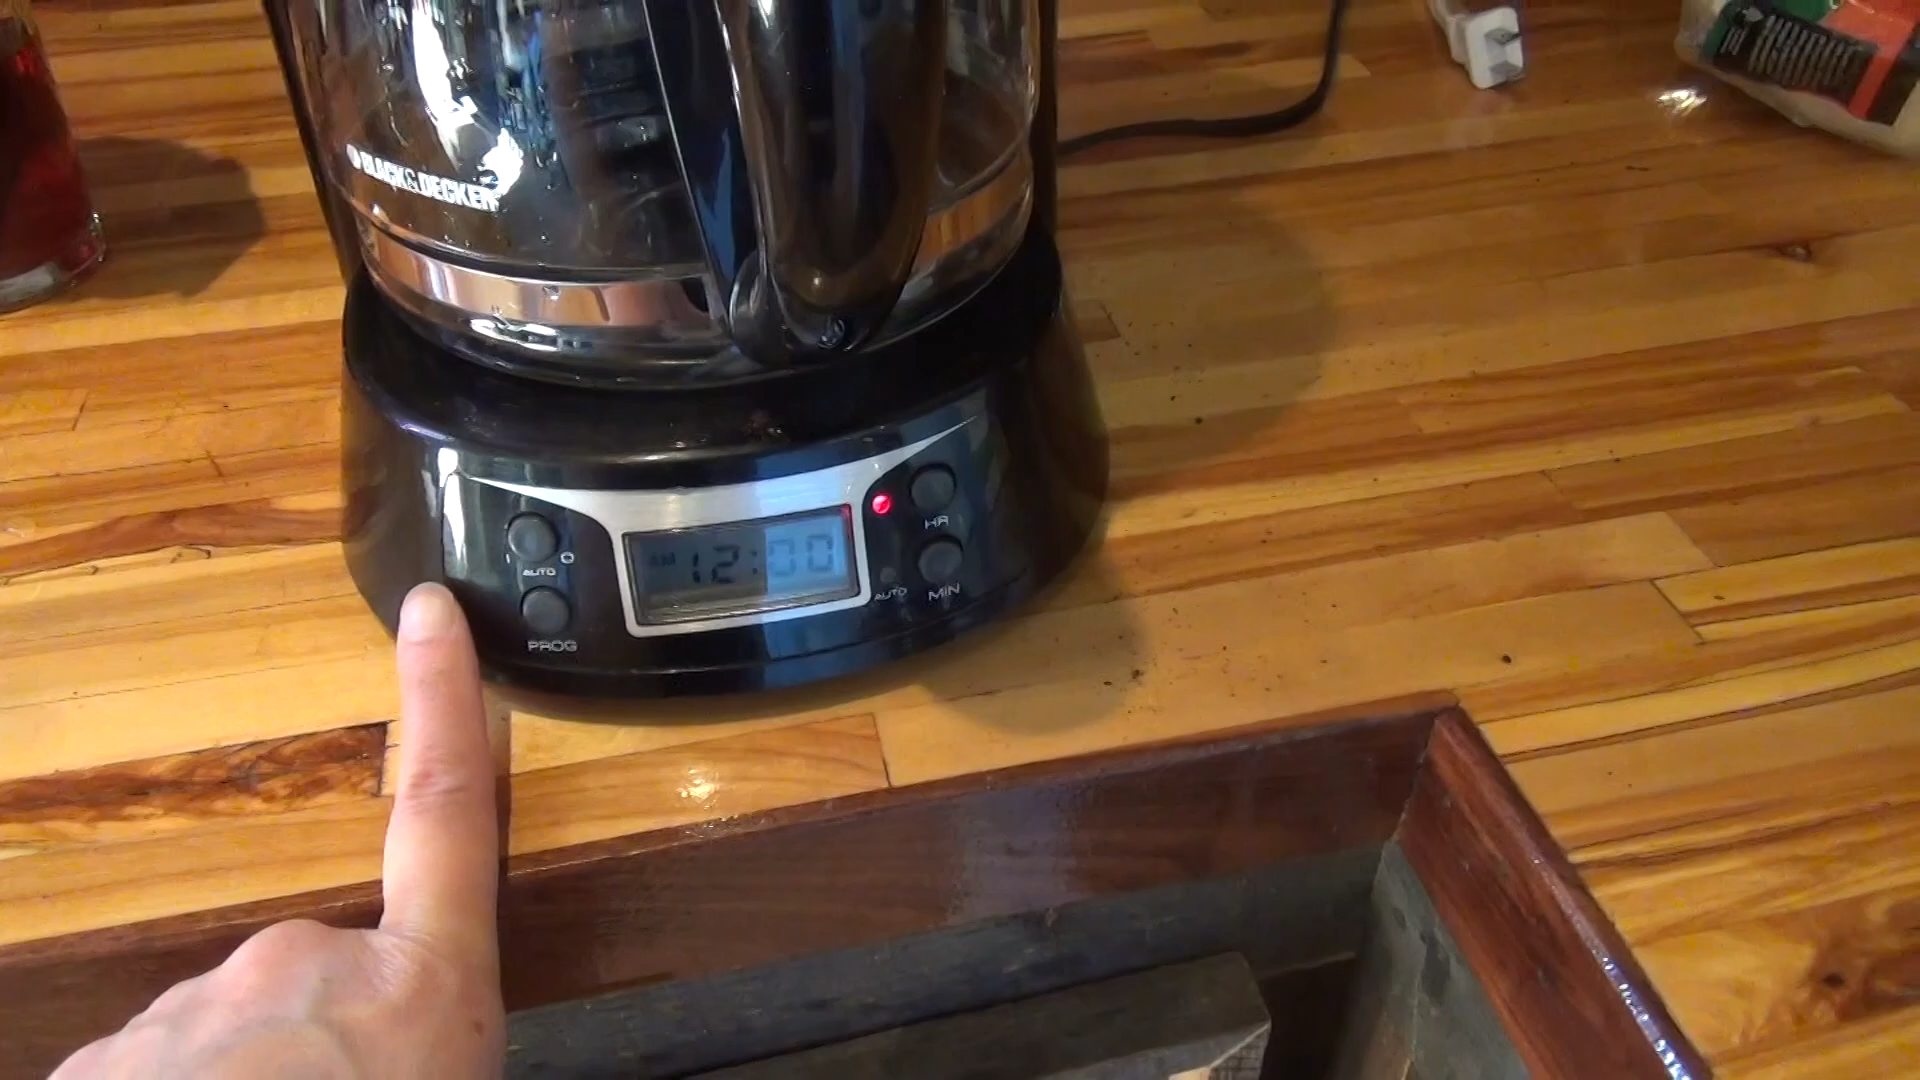 BLACK&DECKER
I AUTO O
PROG
AM 12:00
HR
AUTO
MIN